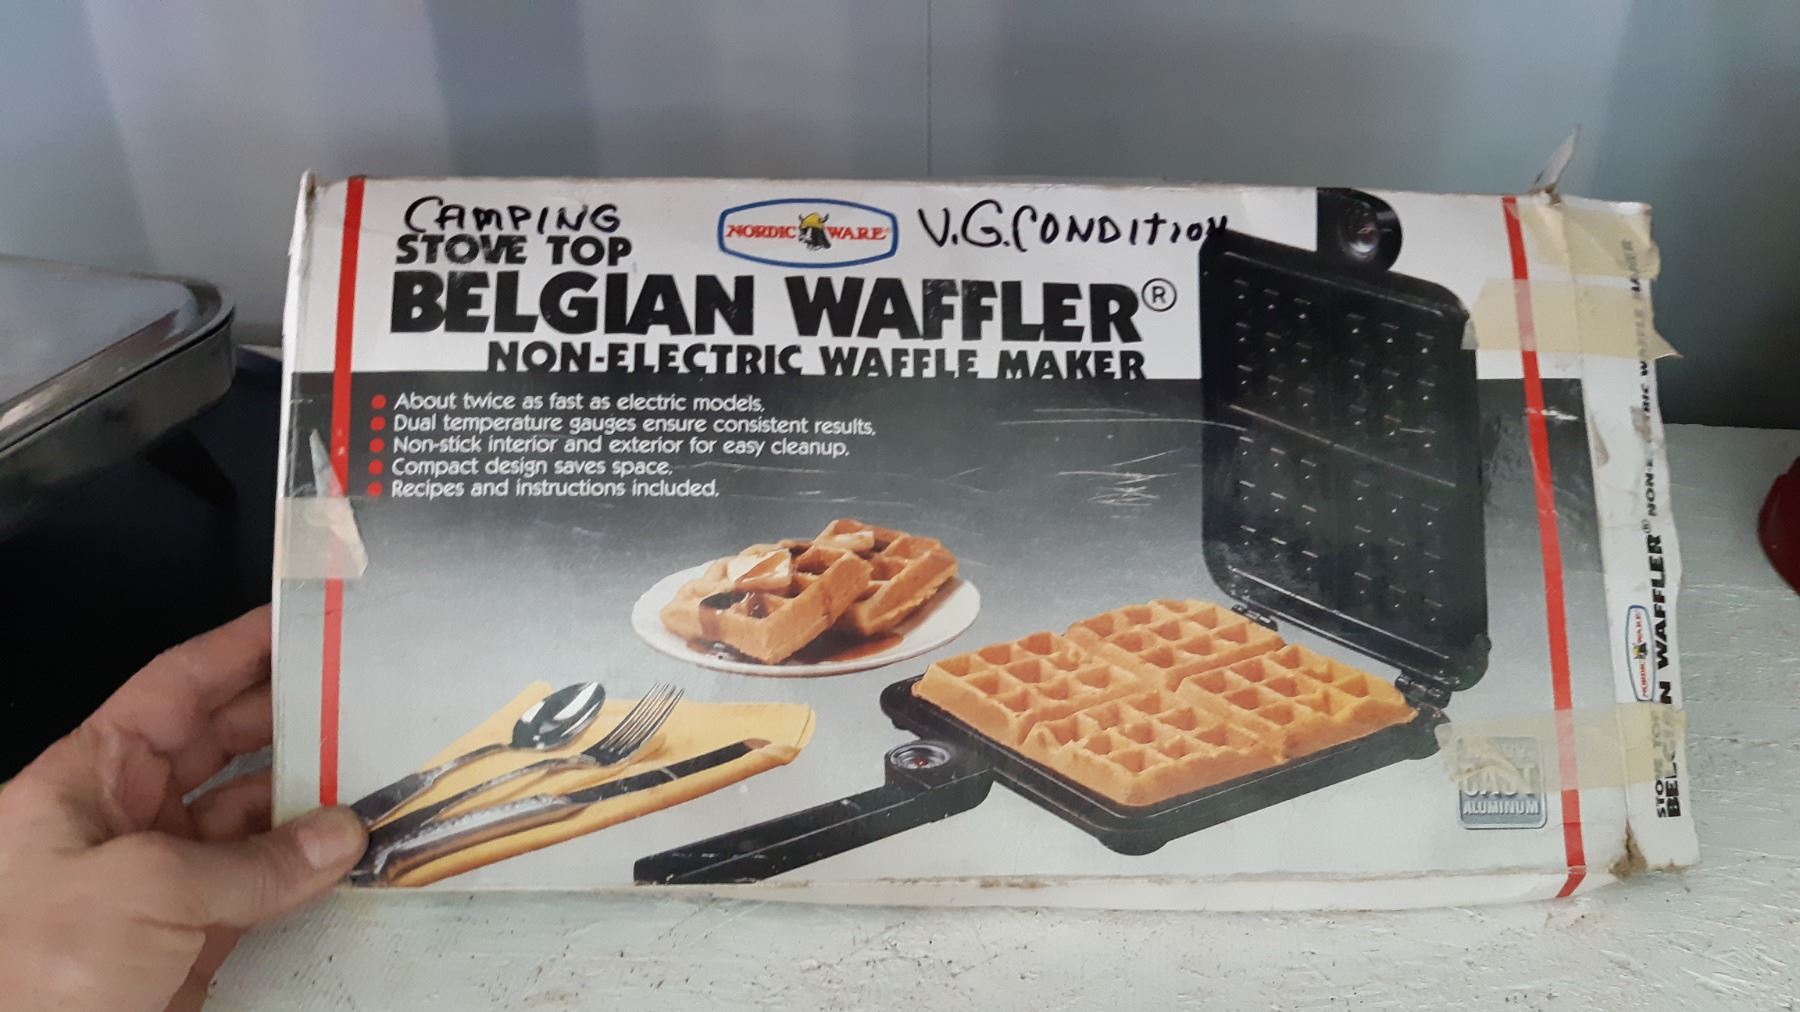 CAMPING
STOVE TOP
NORDIC WARE
V.G. CONDITION
BELGIAN WAFFLER®
NON-ELECTRIC WAFFLE MAKER
About twice as fast as electric models.
Dual temperature gauges ensure consistent results.
Non-stick interior and exterior for easy cleanup.
Compact design saves space.
Recipes and instructions included.
CAST
ALUMINUM
NORDIC WARE
WAFFLER®